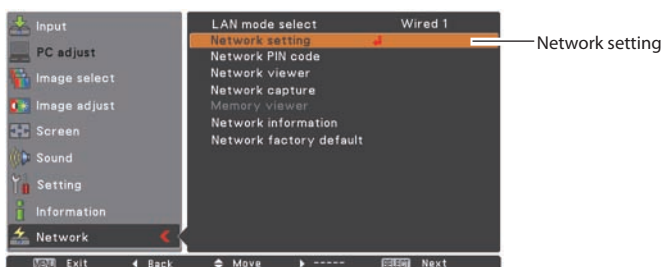 Input
PC adjust
Image select
Image adjust
Screen
Sound
Setting
Information
Network
LAN mode select Wired 1
Network setting
Network PIN code
Network viewer
Network capture
Memory viewer
Network information
Network factory default
Network setting
MENU Exit Back Move ----- SELECT Next